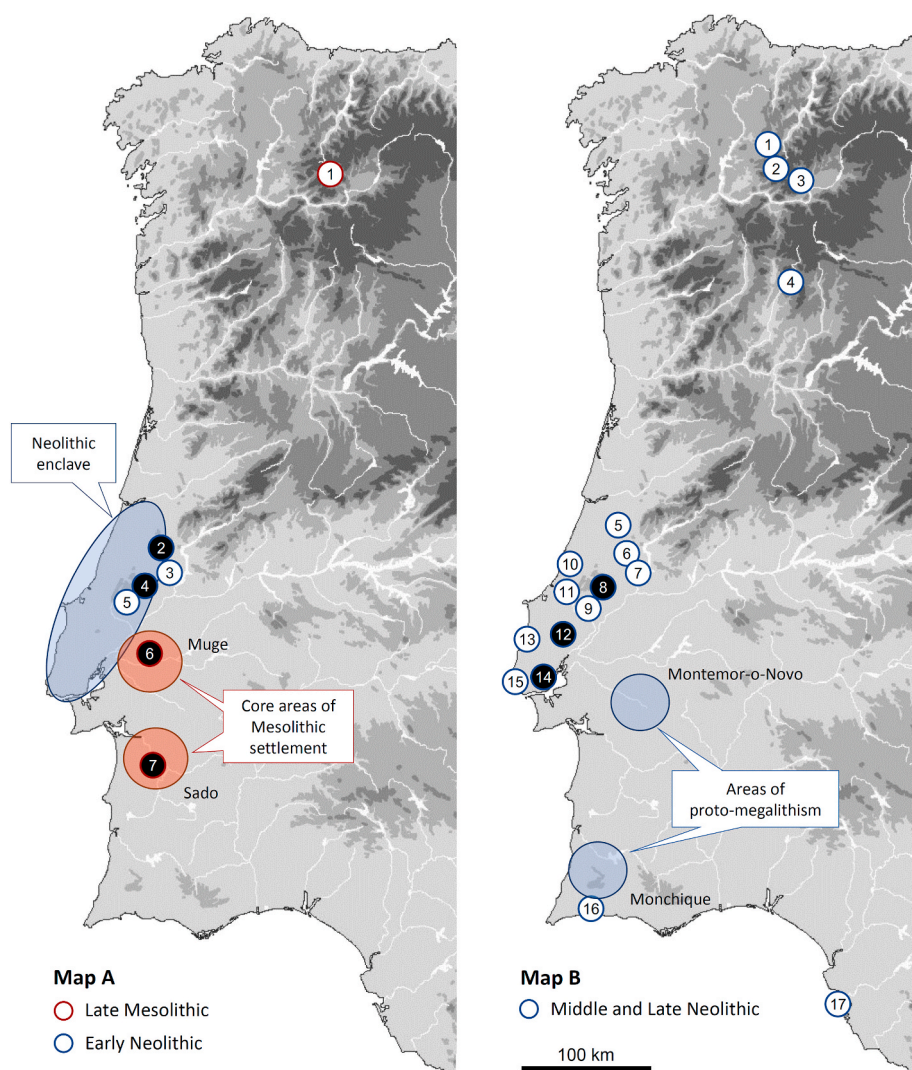 1
Neolithic
enclave
2
3
4
5
6
Muge
Core areas of
Mesolithic
settlement
7
Sado
Map A
Late Mesolithic
Early Neolithic
1
2
3
4
5
6
7
10
8
11
9
12
13
14
15
Montemor-o-Novo
Areas of
proto-megalithism
Monchique
16
17
Map B
Middle and Late Neolithic
100 km